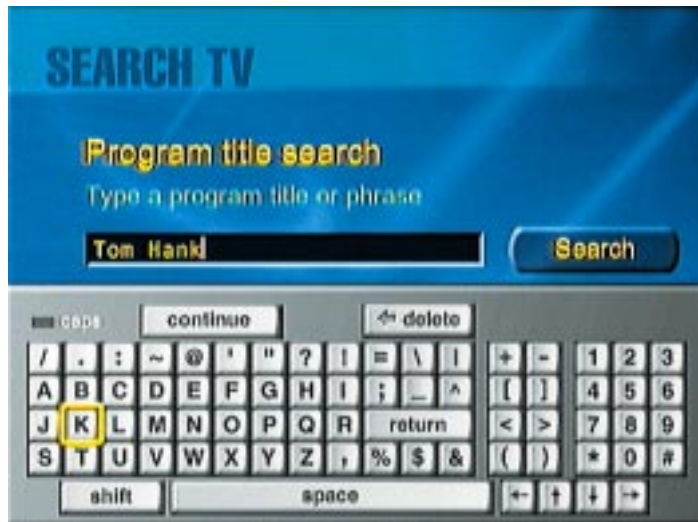 SEARCH TV
Program title search
Type a program title or phrase
Tom Hank
Search
caps continue ⇦ delete
/ . : ~ @ ' " ? ! = \ | + - 1 2 3
A B C D E F G H I ; _ ^ [ ] 4 5 6
J K L M N O P Q R return < > 7 8 9
S T U V W X Y Z , % $ & ( ) * 0 #
shift space ← ↑ ↓ →